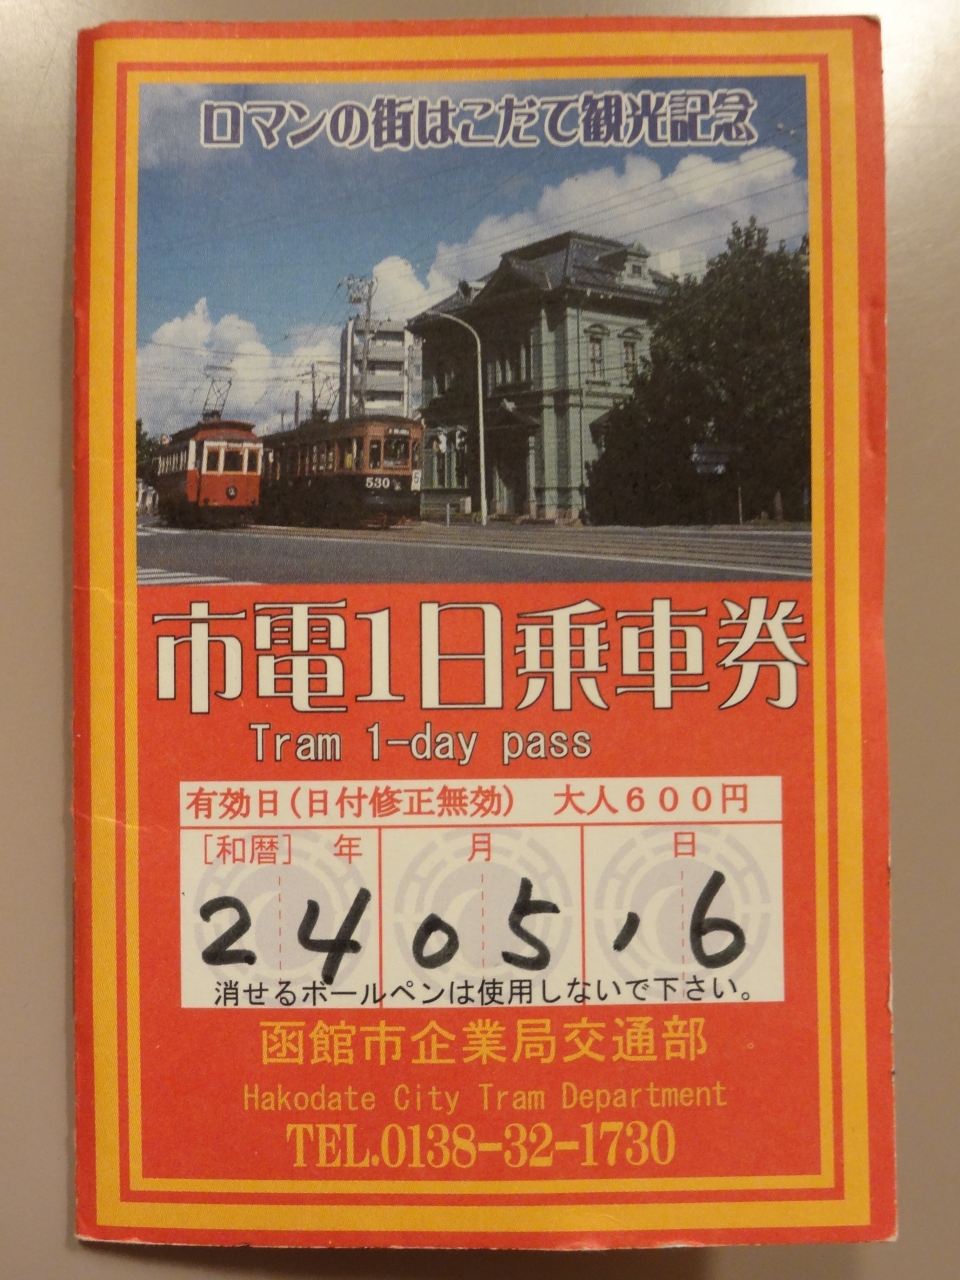 ロマンの街はこだて観光記念
530
市電1日乗車券
Tram 1-day pass
有効日(日付修正無効) 大人600円
[和暦] 年 月 日
24 05 16
消せるボールペンは使用しないで下さい。
函館市企業局交通部
Hakodate City Tram Department
TEL.0138-32-1730